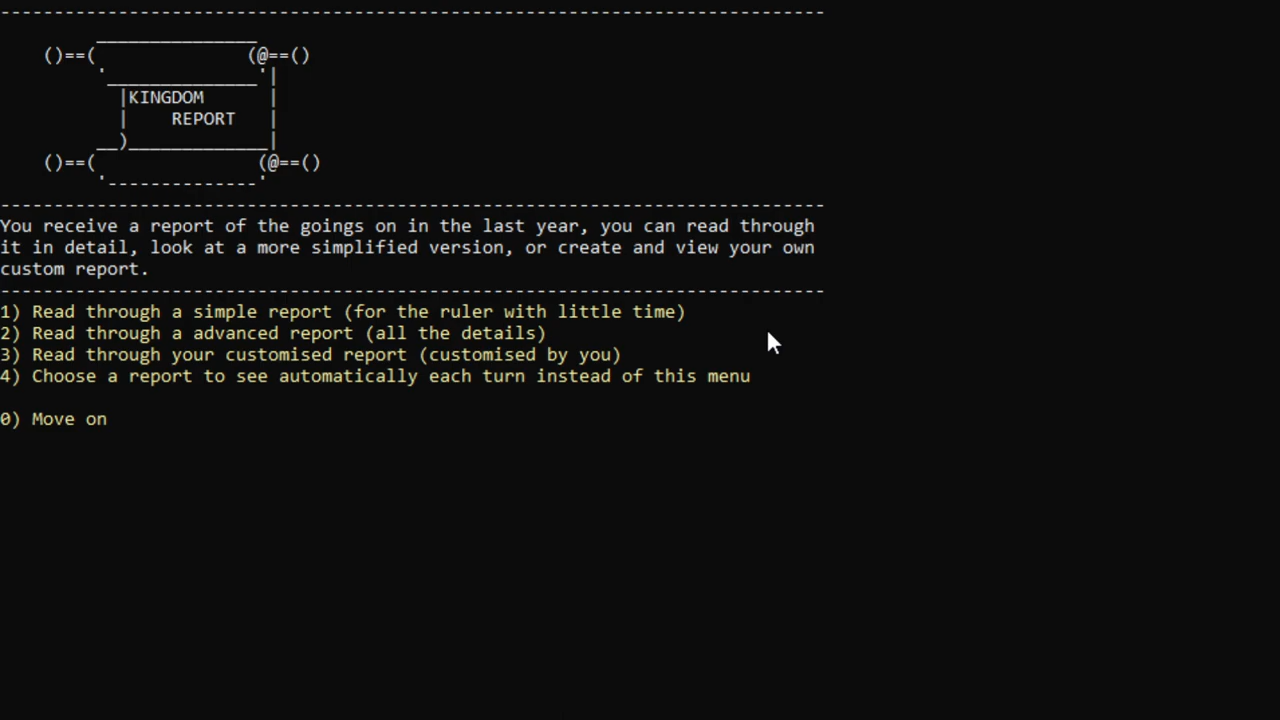 --------------------------------------------------------------------------------
_______________
()==(              (@==()
'______________'|
|KINGDOM      |
|    REPORT   |
__)_____________|
()==(               (@==()
'--------------'
--------------------------------------------------------------------------------
You receive a report of the goings on in the last year, you can read through
it in detail, look at a more simplified version, or create and view your own
custom report.
--------------------------------------------------------------------------------
1) Read through a simple report (for the ruler with little time)
2) Read through a advanced report (all the details)
3) Read through your customised report (customised by you)
4) Choose a report to see automatically each turn instead of this menu
0) Move on